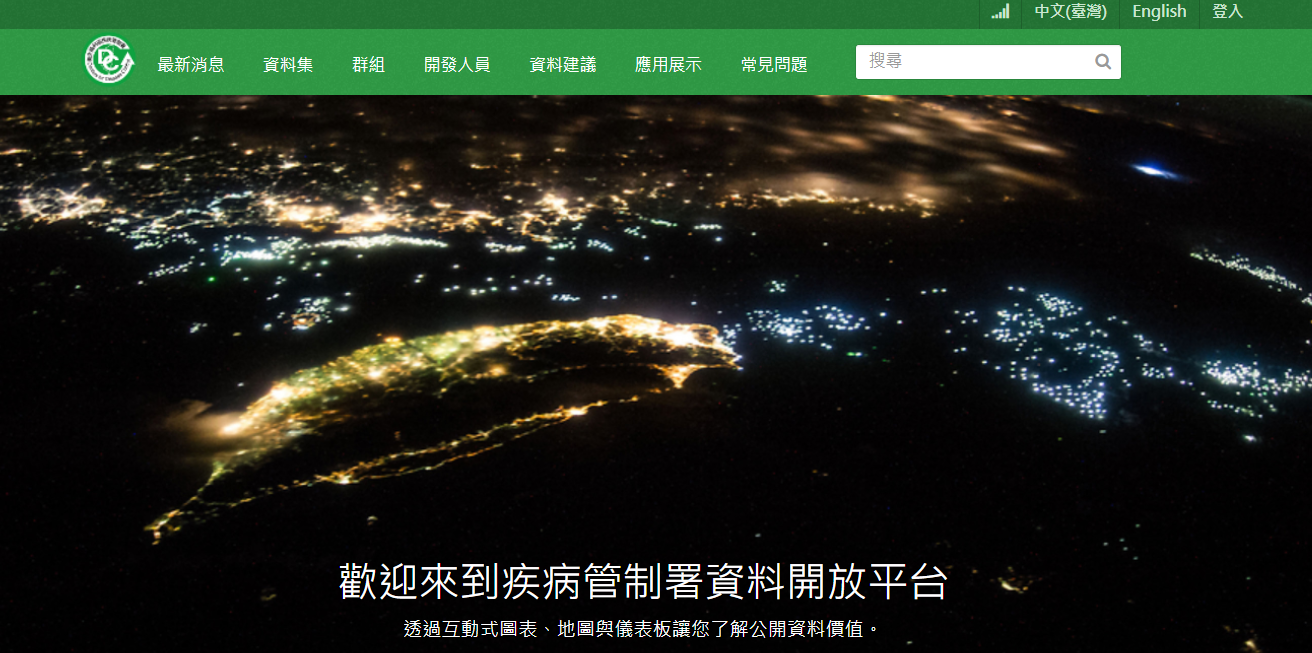 中文(臺灣) English 登入
最新消息 資料集 群組 開發人員 資料建議 應用展示 常見問題 搜尋
歡迎來到疾病管制署資料開放平台
透過互動式圖表、地圖與儀表板讓您了解公開資料價值。